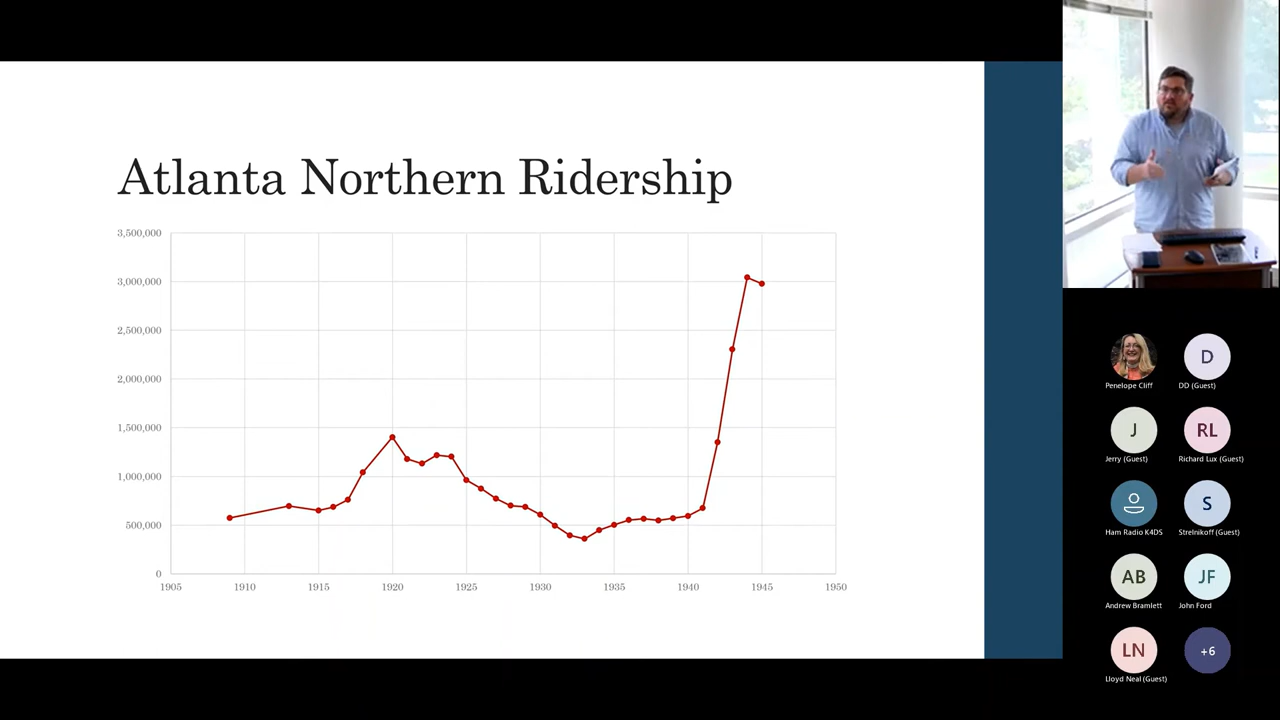 Atlanta Northern Ridership
3,500,000
3,000,000
2,500,000
2,000,000
1,500,000
1,000,000
500,000
0
1905 1910 1915 1920 1925 1930 1935 1940 1945 1950
D
Penelope Cliff DD (Guest)
J RL
Jerry (Guest) Richard Lux (Guest)
S
Ham Radio K4DS Strelnikoff (Guest)
AB JF
Andrew Bramlett John Ford
LN +6
Lloyd Neal (Guest)